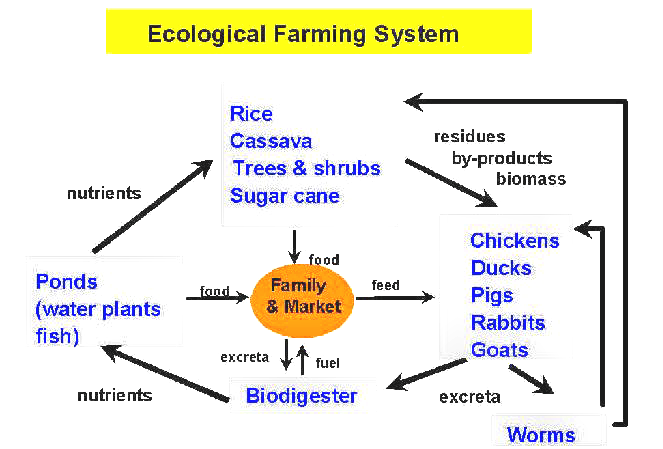 Ecological Farming System
Rice
Cassava
Trees & shrubs
Sugar cane
residues
by-products
biomass
nutrients
Chickens
Ducks
Pigs
Rabbits
Goats
food
Ponds
(water plants
fish)
food
Family
& Market
feed
excreta
fuel
nutrients
Biodigester
excreta
Worms